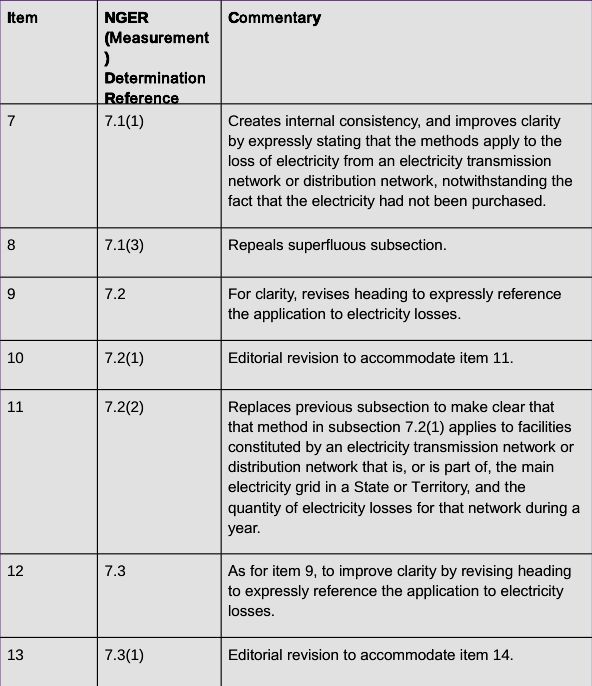 Item
NGER
(Measurement
)
Determination
Reference
Commentary
7
7.1(1)
Creates internal consistency, and improves clarity
by expressly stating that the methods apply to the
loss of electricity from an electricity transmission
network or distribution network, notwithstanding the
fact that the electricity had not been purchased.
8
7.1(3)
Repeals superfluous subsection.
9
7.2
For clarity, revises heading to expressly reference
the application to electricity losses.
10
7.2(1)
Editorial revision to accommodate item 11.
11
7.2(2)
Replaces previous subsection to make clear that
that method in subsection 7.2(1) applies to facilities
constituted by an electricity transmission network or
distribution network that is, or is part of, the main
electricity grid in a State or Territory, and the
quantity of electricity losses for that network during a
year.
12
7.3
As for item 9, to improve clarity by revising heading
to expressly reference the application to electricity
losses.
13
7.3(1)
Editorial revision to accommodate item 14.